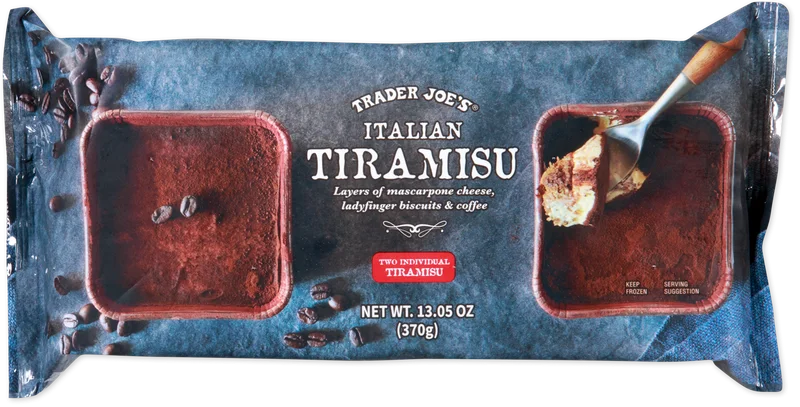 TRADER JOE'S®
ITALIAN
TIRAMISU
Layers of mascarpone cheese,
ladyfinger biscuits & coffee
TWO INDIVIDUAL
TIRAMISU
NET WT. 13.05 OZ
(370g)
KEEP
FROZEN
SERVING
SUGGESTION